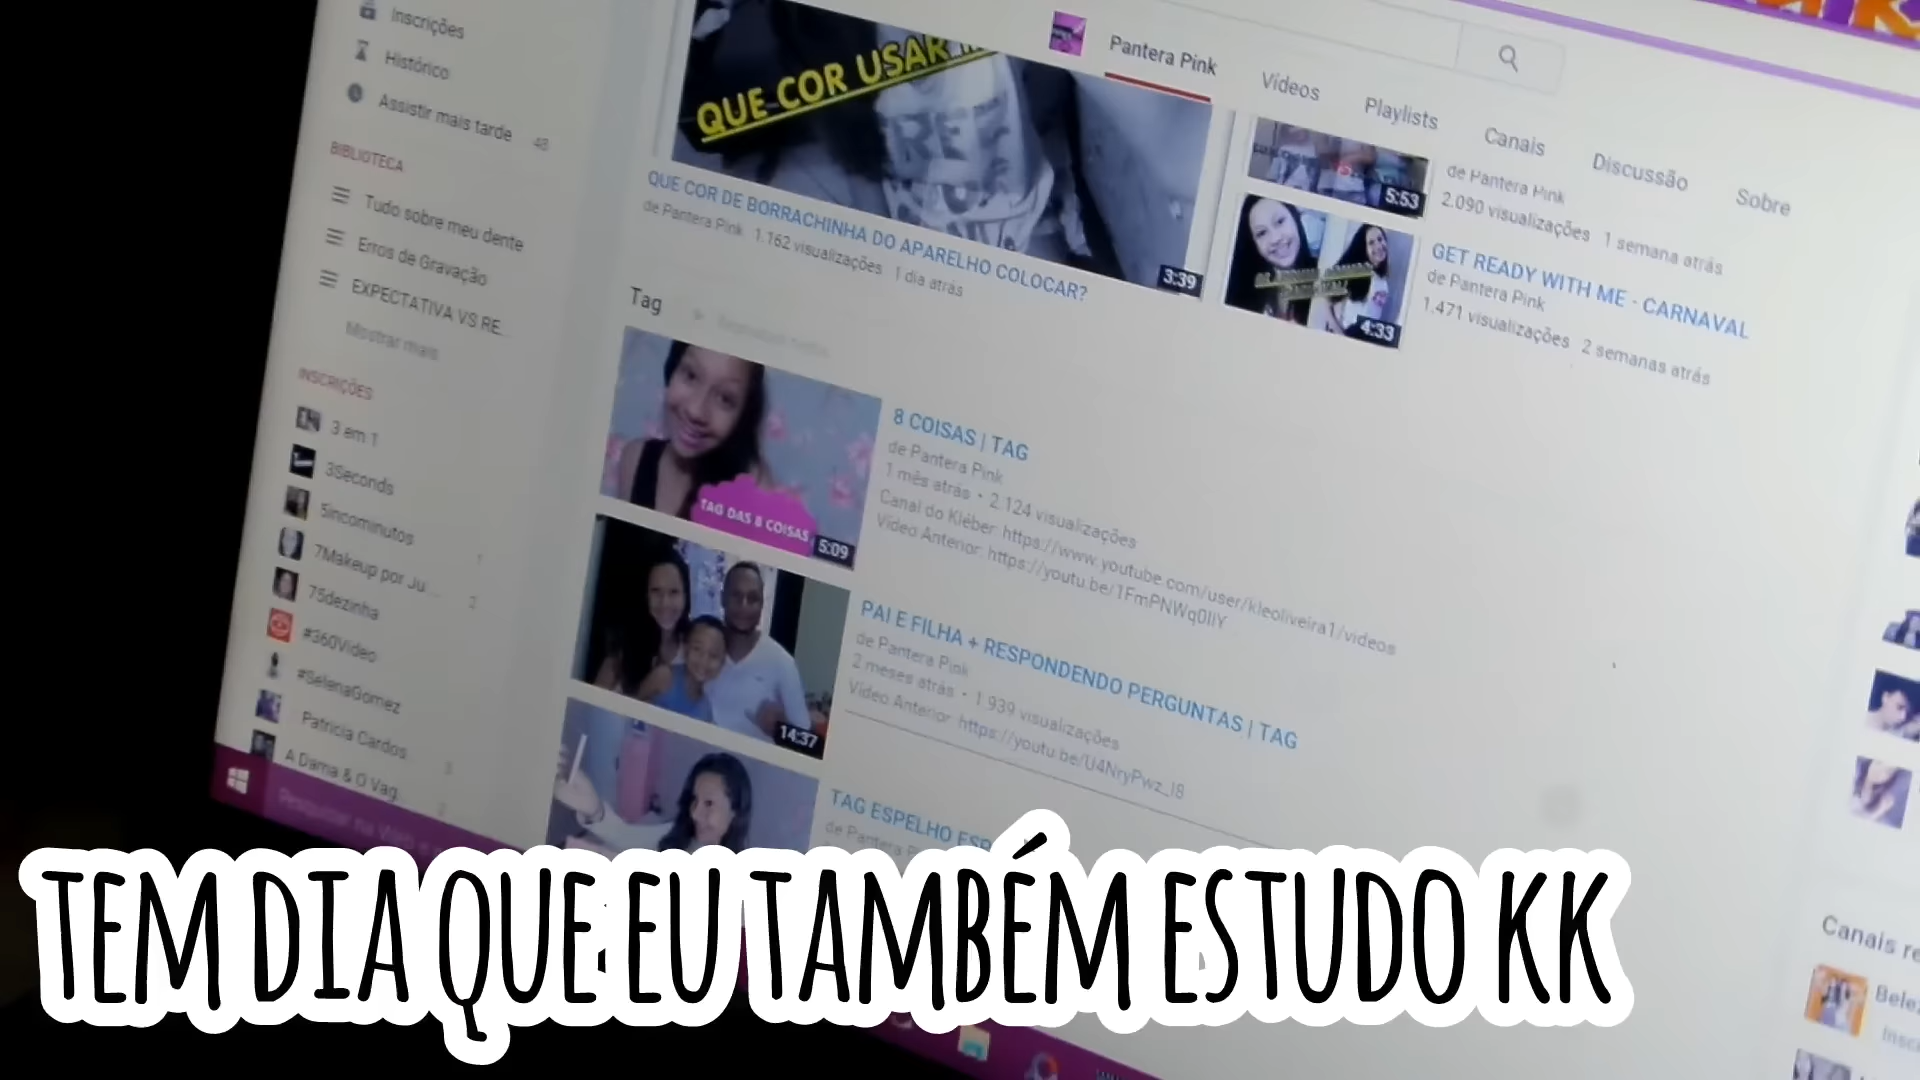 Inscrições
Histórico
Assistir mais tarde 48
BIBLIOTECA
Tudo sobre meu dente
Erros de Gravação
EXPECTATIVA VS RE...
Mostrar mais
INSCRIÇÕES
3 em 1
3Seconds
5incominutos 1
7Makeup por Ju...
75dezinha
#360Video
#SelenaGomez
Patricia Cardos
A Dama & O Vag
Pantera Pink
Vídeos
Playlists
Canais
Discussão
Sobre
QUE COR USAR...
3:39
QUE COR DE BORRACHINHA DO APARELHO COLOCAR?
de Pantera Pink 1.762 visualizações 1 dia atrás
5:53
de Pantera Pink
2.090 visualizações 1 semana atrás
4:33
GET READY WITH ME - CARNAVAL
de Pantera Pink
1.471 visualizações 2 semanas atrás
Tag
TAG DAS 8 COISAS
5:09
8 COISAS | TAG
de Pantera Pink
1 mês atrás • 2.124 visualizações
Canal do Kléber: https://www.youtube.com/user/kleoliveira1/videos
Vídeo Anterior: https://youtu.be/1FmPNWq0IIY
14:37
PAI E FILHA + RESPONDENDO PERGUNTAS | TAG
de Pantera Pink
2 meses atrás • 1.939 visualizações
Vídeo Anterior: https://youtu.be/U4NryPwz_I8
TAG ESPELHO
de Pantera
Canais
TEM DIA QUE EU TAMBÉM ESTUDO KK